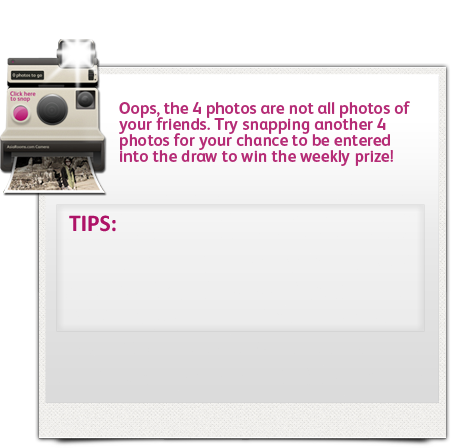 0 photos to go
Click here
to snap
AsiaRooms.com Camera
Oops, the 4 photos are not all photos of
your friends. Try snapping another 4
photos for your chance to be entered
into the draw to win the weekly prize!
TIPS: